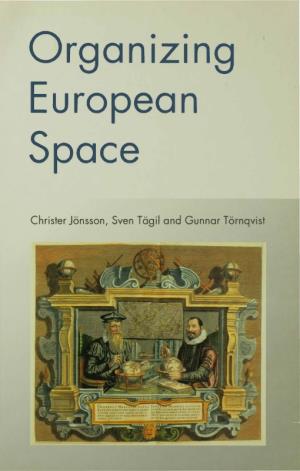 Organizing
European
Space
Christer Jönsson, Sven Tägil and Gunnar Törnqvist